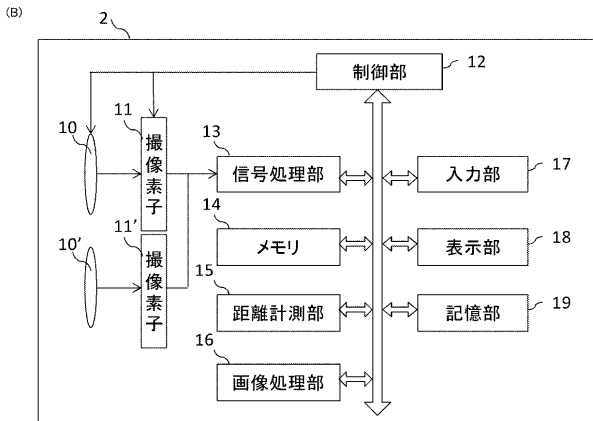 (B)
2
制御部
12
10
11
撮像素子
13
信号処理部
入力部
17
14
メモリ
表示部
18
10'
11'
撮像素子
15
距離計測部
記憶部
19
16
画像処理部